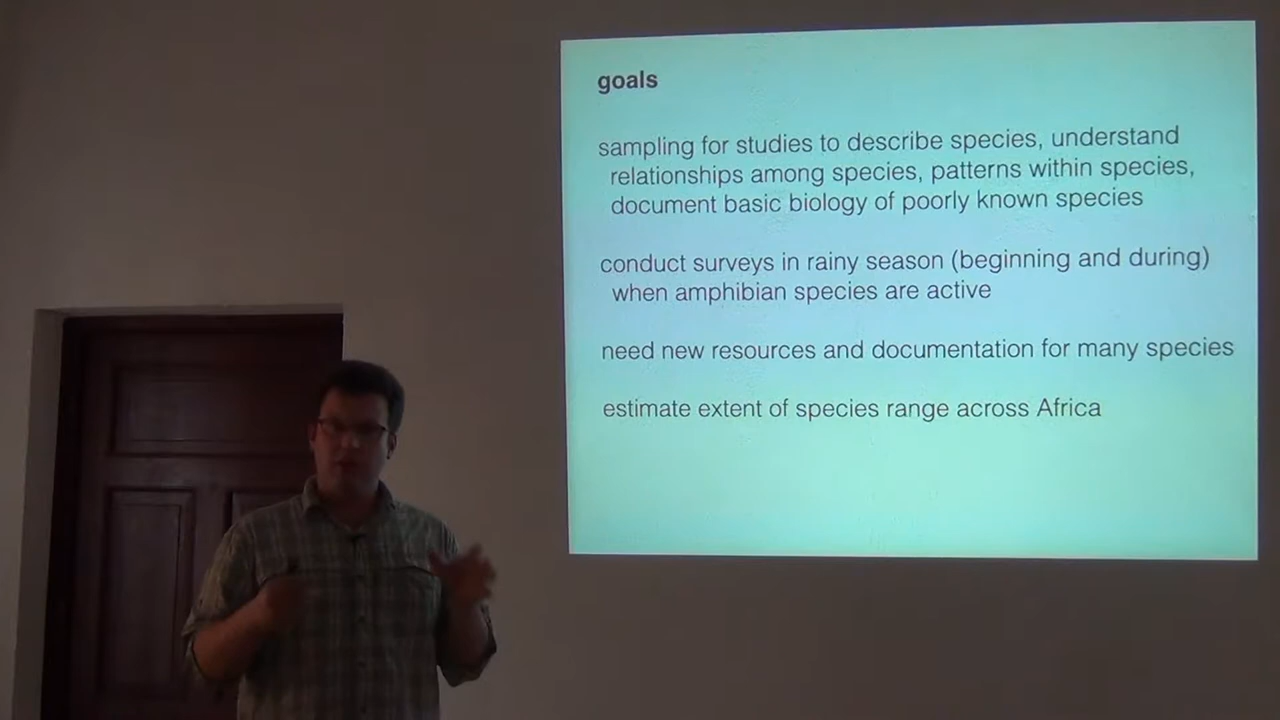 goals
sampling for studies to describe species, understand
relationships among species, patterns within species,
document basic biology of poorly known species
conduct surveys in rainy season (beginning and during)
when amphibian species are active
need new resources and documentation for many species
estimate extent of species range across Africa